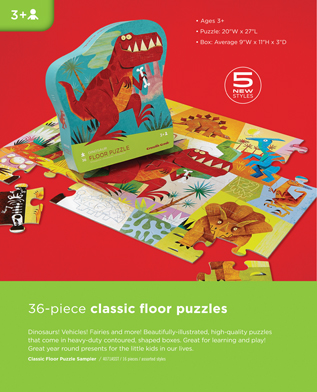 3+
• Ages 3+
• Puzzle: 20"W x 27"L
• Box: Average 9"W x 11"H x 3"D
5
NEW
STYLES
FLOOR PUZZLE
36-piece classic floor puzzles
Dinosaurs! Vehicles! Fairies and more! Beautifully-illustrated, high-quality puzzles
that come in heavy-duty contoured, shaped boxes. Great for learning and play!
Great year round presents for the little kids in our lives.
Classic Floor Puzzle Sampler /